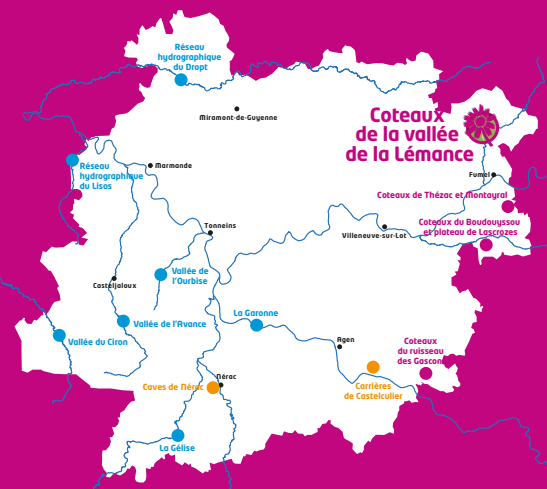 Réseau
hydrographique
du Dropt
Miramont-de-Guyenne
Coteaux
de la vallée
de la Lémance
Réseau
hydrographique
du Lisos
Marmande
Fumel
Coteaux de Thézac et Montayral
Coteaux du Boudouyssou
et plateau de Lascrozes
Tonneins
Villeneuve-sur-Lot
Vallée de
l'Ourbise
Casteljaloux
La Garonne
Vallée de l'Avance
Vallée du Ciron
Agen
Coteaux
du ruisseau
des Gascons
Nérac
Caves de Nérac
Carrières
de Castelculier
La Gélise